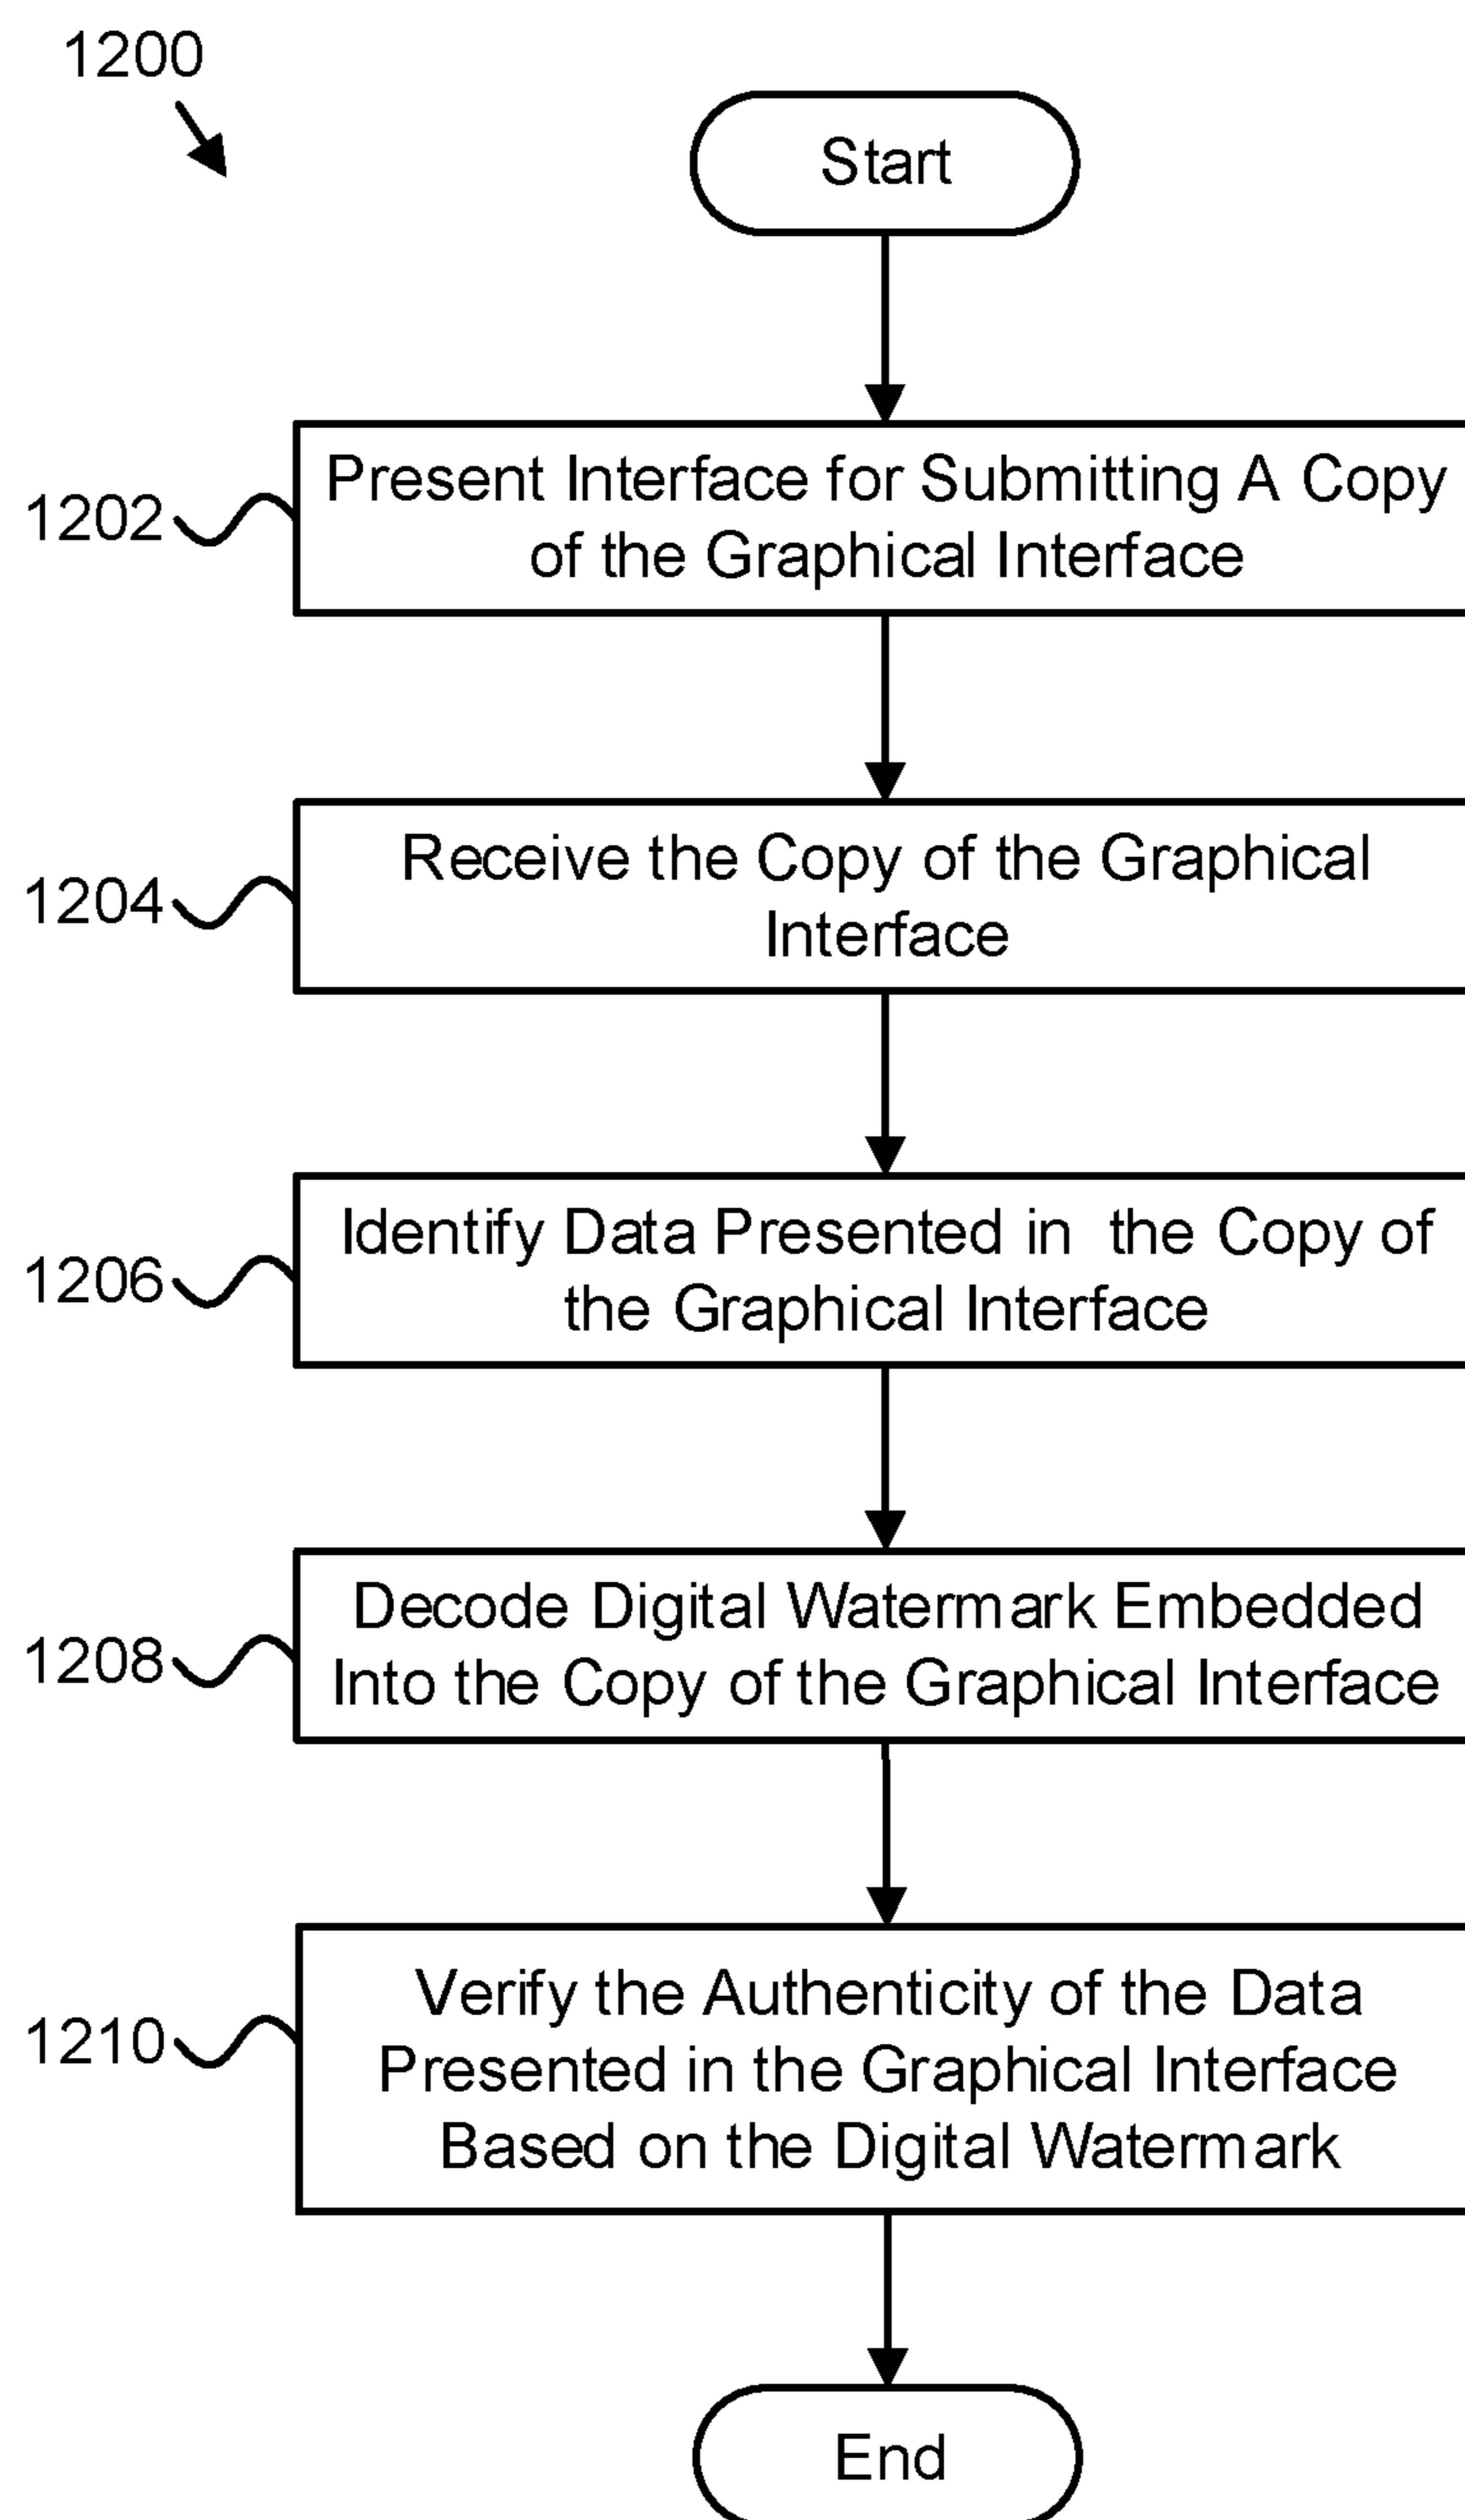 1200
Start
1202
Present Interface for Submitting A Copy
of the Graphical Interface
1204
Receive the Copy of the Graphical
Interface
1206
Identify Data Presented in the Copy of
the Graphical Interface
1208
Decode Digital Watermark Embedded
Into the Copy of the Graphical Interface
1210
Verify the Authenticity of the Data
Presented in the Graphical Interface
Based on the Digital Watermark
End